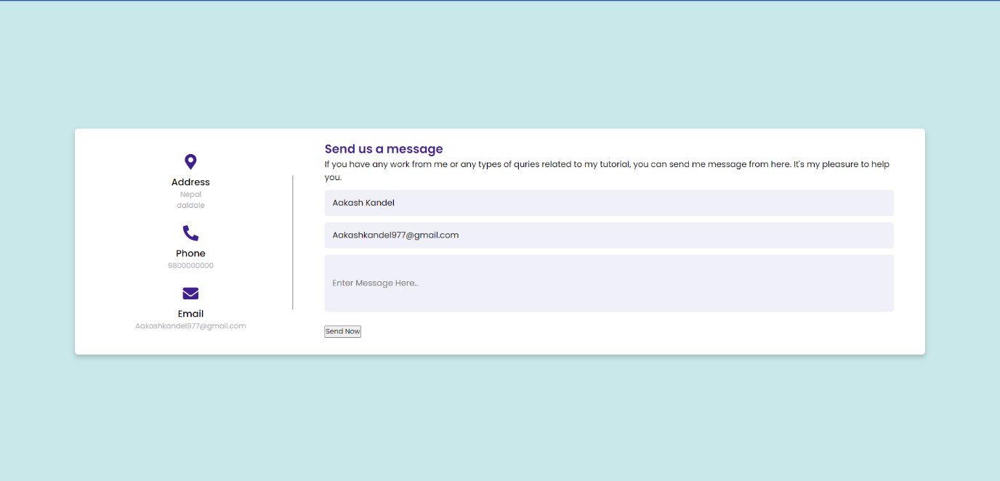 Address
Nepal
daldale
Phone
9800000000
Email
Aakashkandel977@gmail.com
Send us a message
If you have any work from me or any types of quries related to my tutorial, you can send me message from here. It's my pleasure to help
you.
Aakash Kandel
Aakashkandel977@gmail.com
Enter Message Here..
Send Now